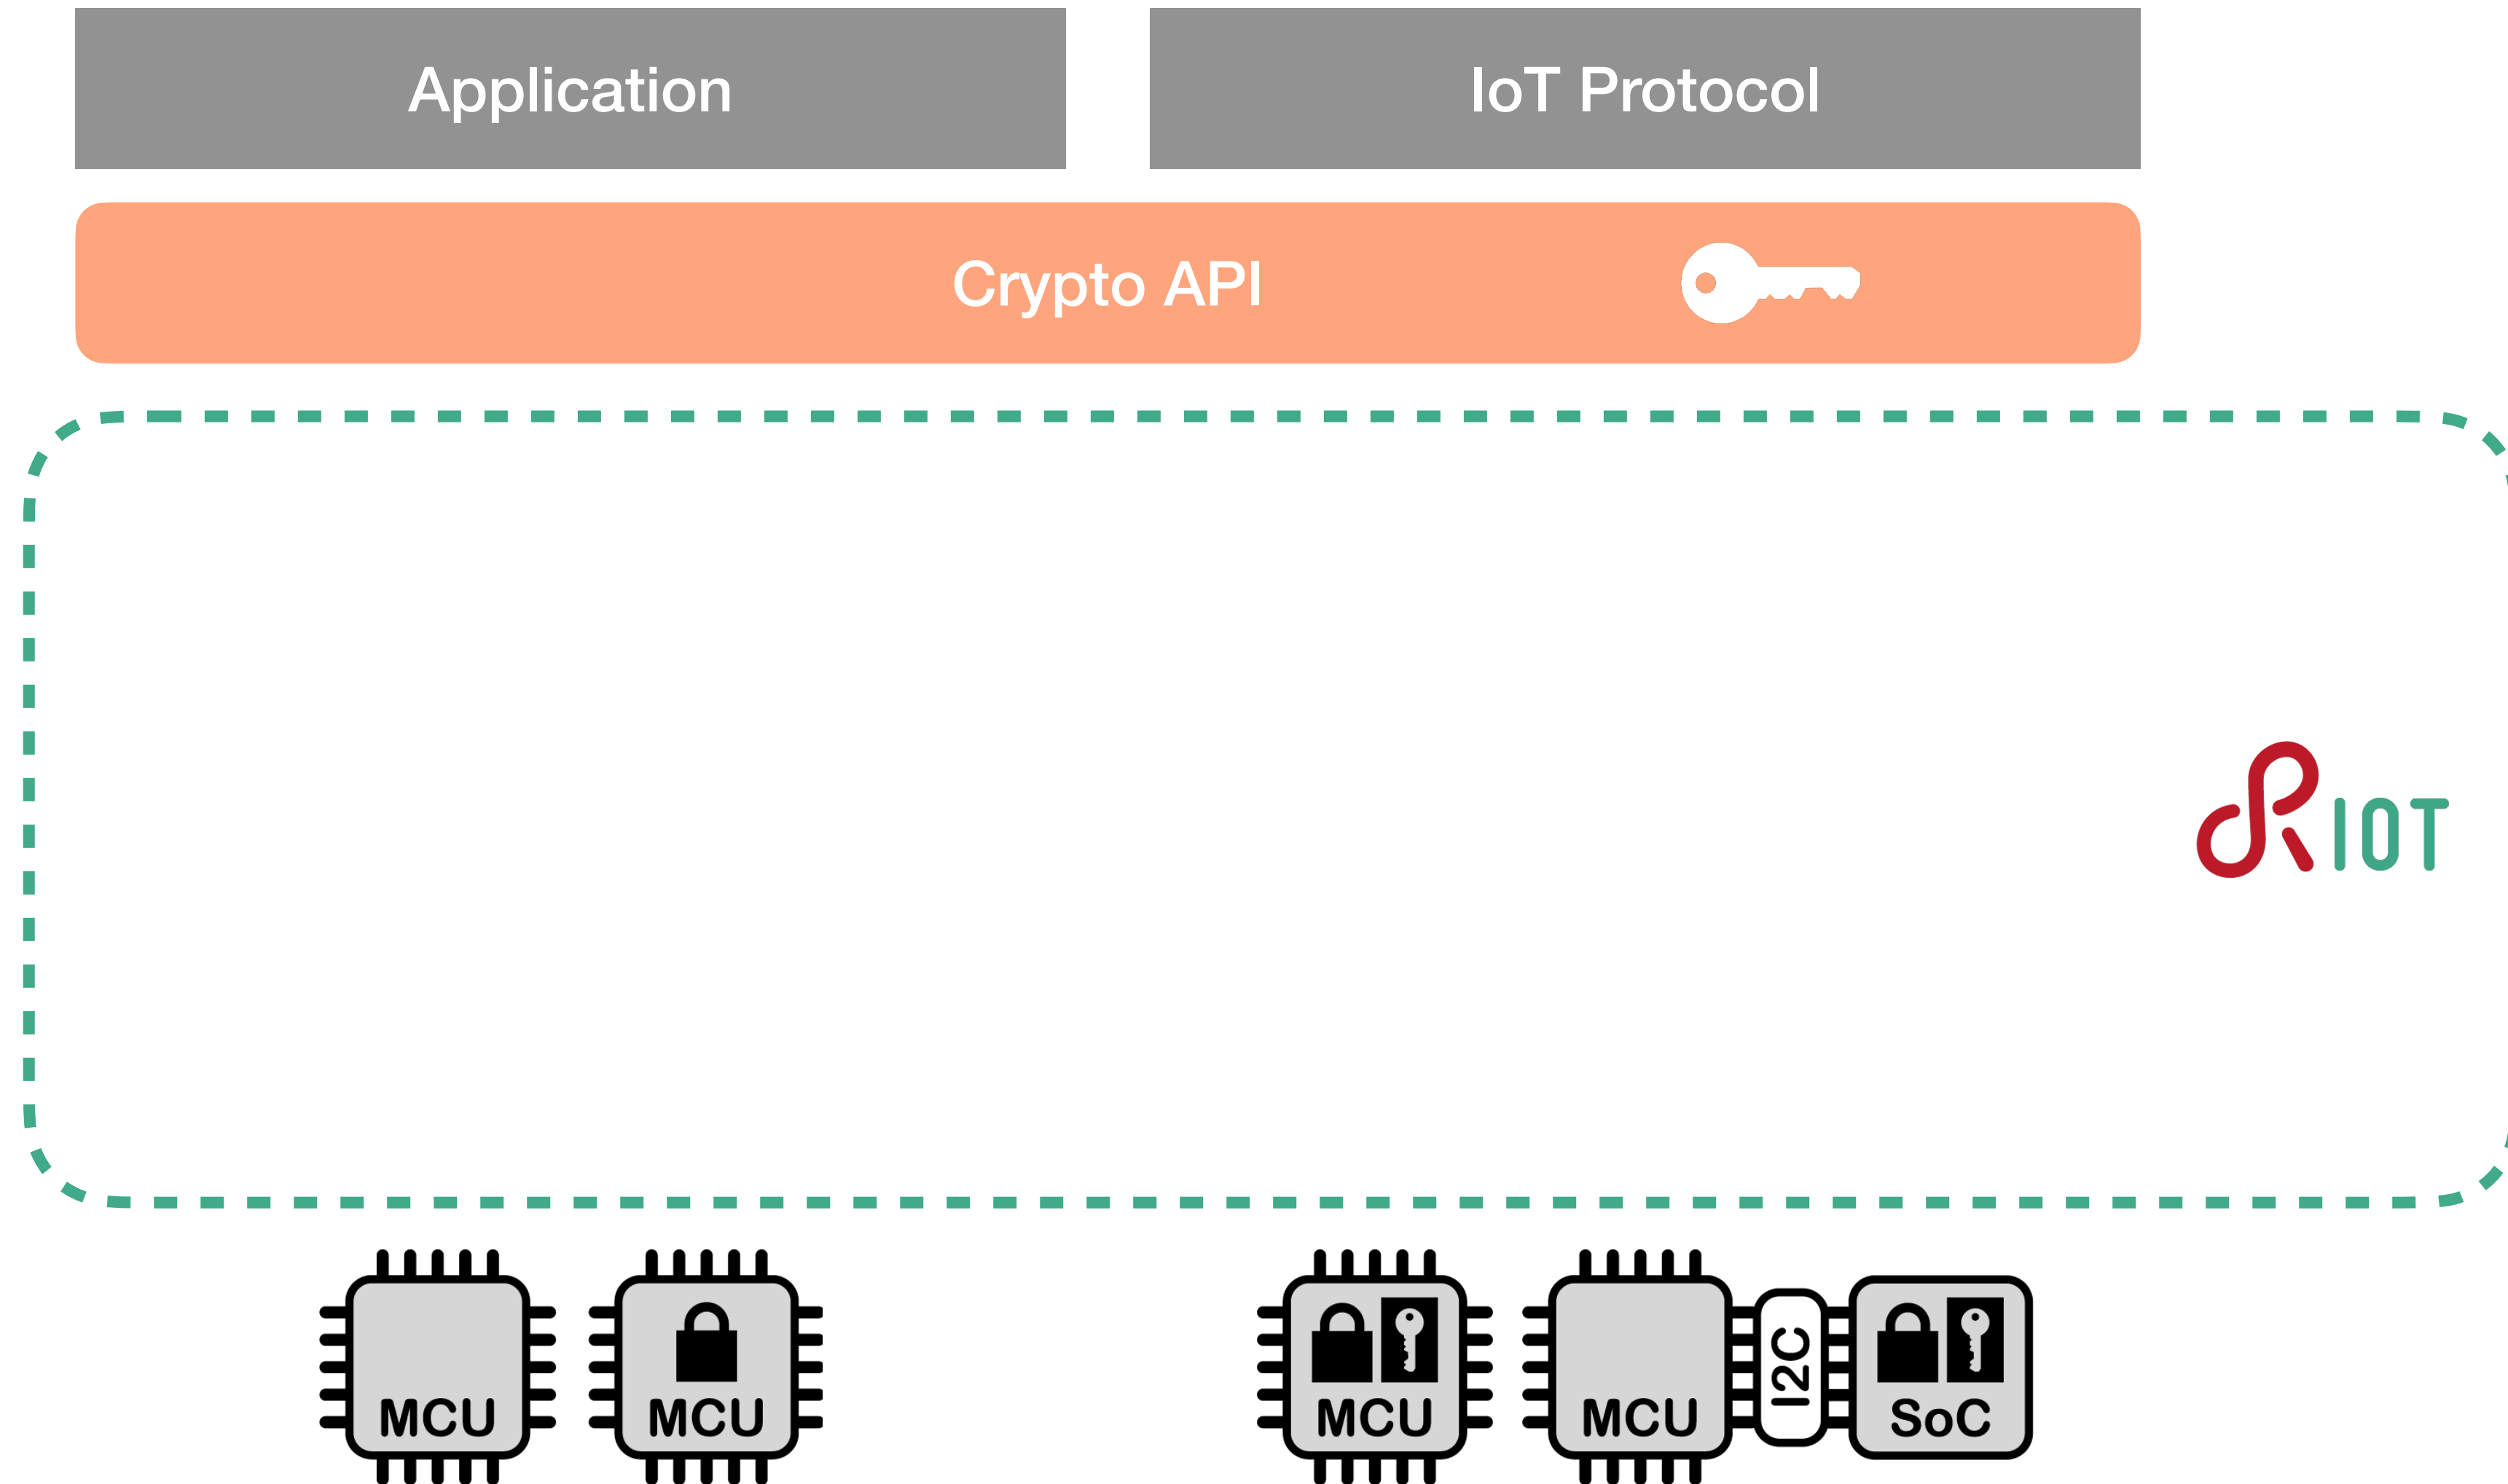 Application
IoT Protocol
Crypto API
RIOT
MCU
MCU
MCU
MCU
I2C
SoC